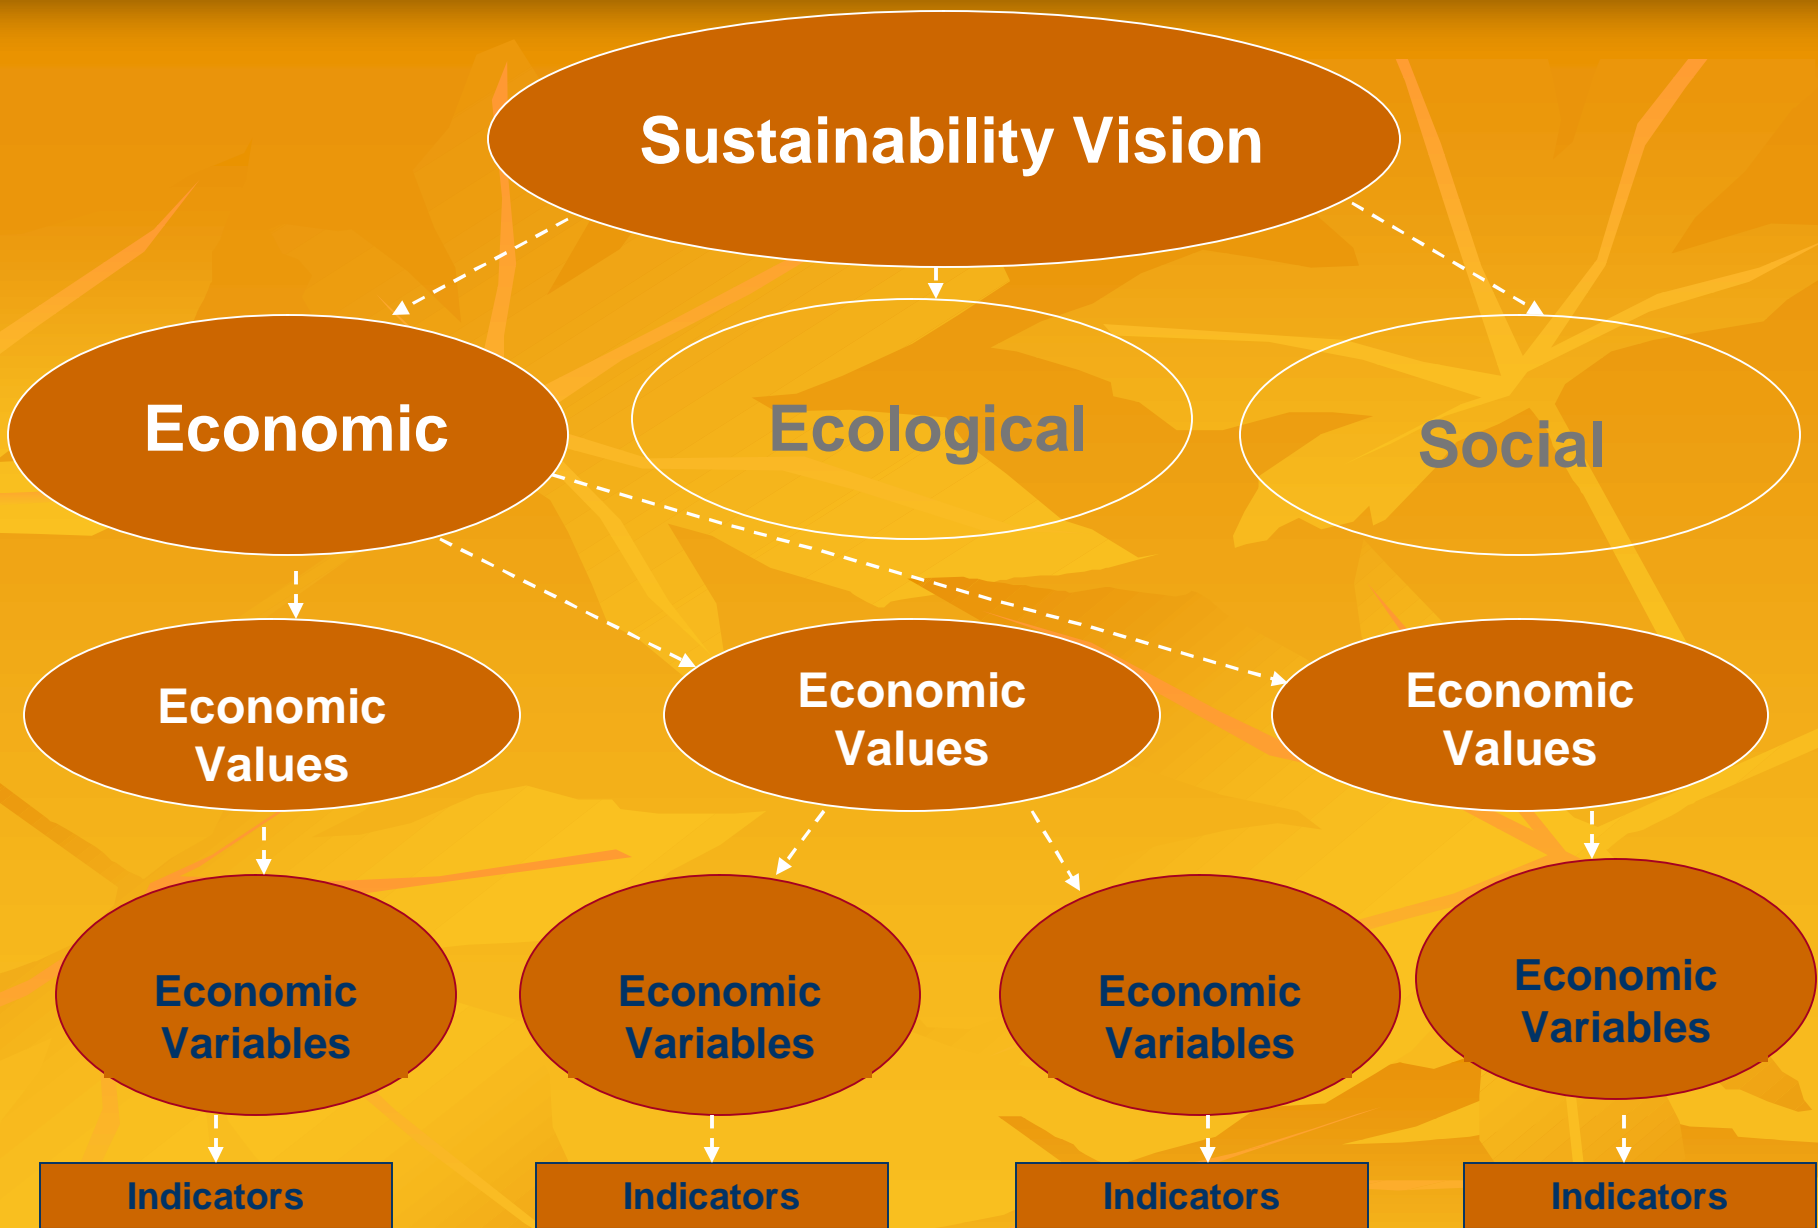 Sustainability Vision
Economic
Ecological
Social
Economic
Values
Economic
Values
Economic
Values
Economic
Variables
Economic
Variables
Economic
Variables
Economic
Variables
Indicators
Indicators
Indicators
Indicators